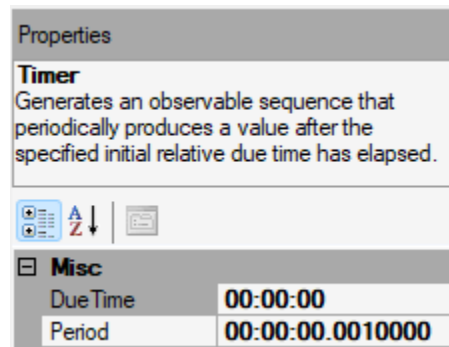 Properties
Timer
Generates an observable sequence that
periodically produces a value after the
specified initial relative due time has elapsed.
A
Z
Misc
DueTime 00:00:00
Period 00:00:00.0010000